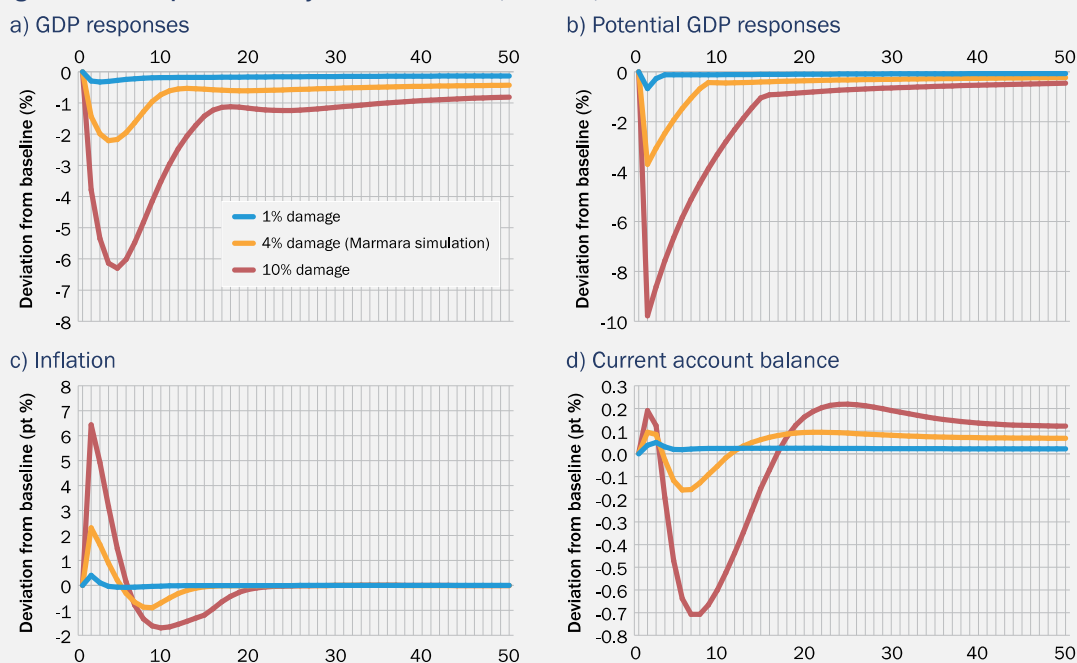 a) GDP responses
0 10 20 30 40 50
0
-1
-2
-3
-4
-5
-6
-7
-8
Deviation from baseline (%)
1% damage
4% damage (Marmara simulation)
10% damage
b) Potential GDP responses
0 10 20 30 40 50
0
-2
-4
-6
-8
-10
Deviation from baseline (%)
c) Inflation
8
7
6
5
4
3
2
1
0
-1
-2
Deviation from baseline (pt %)
0 10 20 30 40 50
d) Current account balance
0.3
0.2
0.1
0.0
-0.1
-0.2
-0.3
-0.4
-0.5
-0.6
-0.7
-0.8
Deviation from baseline (pt %)
0 10 20 30 40 50